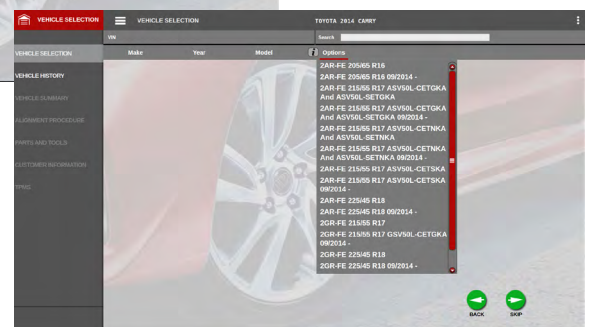 VEHICLE SELECTION
VEHICLE SELECTION
TOYOTA 2014 CAMRY
VIN
Search
VEHICLE SELECTION
Make
Year
Model
Options
VEHICLE HISTORY
VEHICLE SUMMARY
ALIGNMENT PROCEDURE
PARTS AND TOOLS
CUSTOMER INFORMATION
TPMS
2AR-FE 205/65 R16
2AR-FE 205/65 R16 09/2014 -
2AR-FE 215/55 R17 ASV50L-CETGKA
And ASV50L-SETGKA
2AR-FE 215/55 R17 ASV50L-CETGKA
And ASV50L-SETGKA 09/2014 -
2AR-FE 215/55 R17 ASV50L-CETNKA
And ASV50L-SETNKA
2AR-FE 215/55 R17 ASV50L-CETNKA
And ASV50L-SETNKA 09/2014 -
2AR-FE 215/55 R17 ASV50L-CETSKA
2AR-FE 215/55 R17 ASV50L-CETSKA
09/2014 -
2AR-FE 225/45 R18
2AR-FE 225/45 R18 09/2014 -
2GR-FE 215/55 R17
2GR-FE 215/55 R17 GSV50L-CETGKA
09/2014 -
2GR-FE 225/45 R18
2GR-FE 225/45 R18 09/2014 -
BACK
SKIP